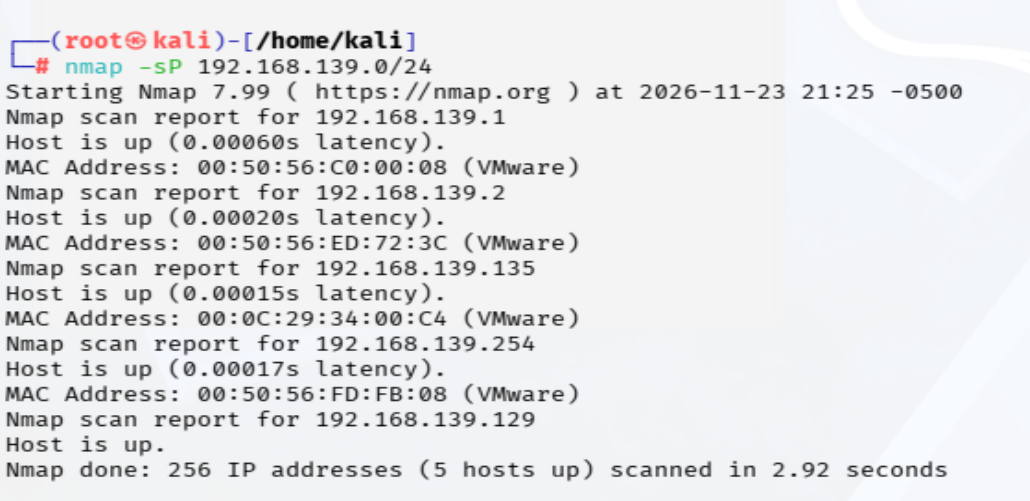 ┌──(root㉿kali)-[/home/kali]
└─# nmap -sP 192.168.139.0/24
Starting Nmap 7.99 ( https://nmap.org ) at 2026-11-23 21:25 -0500
Nmap scan report for 192.168.139.1
Host is up (0.00060s latency).
MAC Address: 00:50:56:C0:00:08 (VMware)
Nmap scan report for 192.168.139.2
Host is up (0.00020s latency).
MAC Address: 00:50:56:ED:72:3C (VMware)
Nmap scan report for 192.168.139.135
Host is up (0.00015s latency).
MAC Address: 00:0C:29:34:00:C4 (VMware)
Nmap scan report for 192.168.139.254
Host is up (0.00017s latency).
MAC Address: 00:50:56:FD:FB:08 (VMware)
Nmap scan report for 192.168.139.129
Host is up.
Nmap done: 256 IP addresses (5 hosts up) scanned in 2.92 seconds